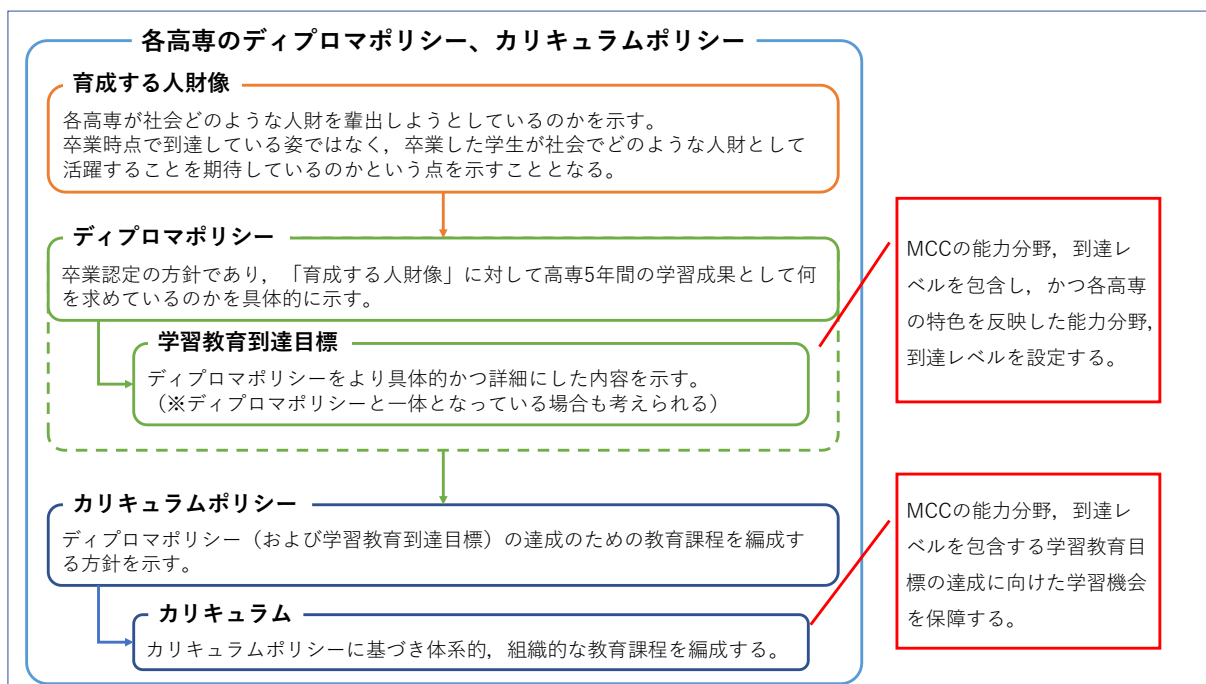 各高専のディプロマポリシー、カリキュラムポリシー
育成する人財像
各高専が社会どのような人財を輩出しようとしているのかを示す。
卒業時点で到達している姿ではなく，卒業した学生が社会でどのような人財として
活躍することを期待しているのかという点を示すこととなる。
ディプロマポリシー
卒業認定の方針であり，「育成する人財像」に対して高専5年間の学習成果として何
を求めているのかを具体的に示す。
学習教育到達目標
ディプロマポリシーをより具体的かつ詳細にした内容を示す。
（※ディプロマポリシーと一体となっている場合も考えられる）
MCCの能力分野，到達レ
ベルを包含し，かつ各高専
の特色を反映した能力分野，
到達レベルを設定する。
カリキュラムポリシー
ディプロマポリシー（および学習教育到達目標）の達成のための教育課程を編成す
る方針を示す。
カリキュラム
カリキュラムポリシーに基づき体系的，組織的な教育課程を編成する。
MCCの能力分野，到達レ
ベルを包含する学習教育目
標の達成に向けた学習機会
を保障する。